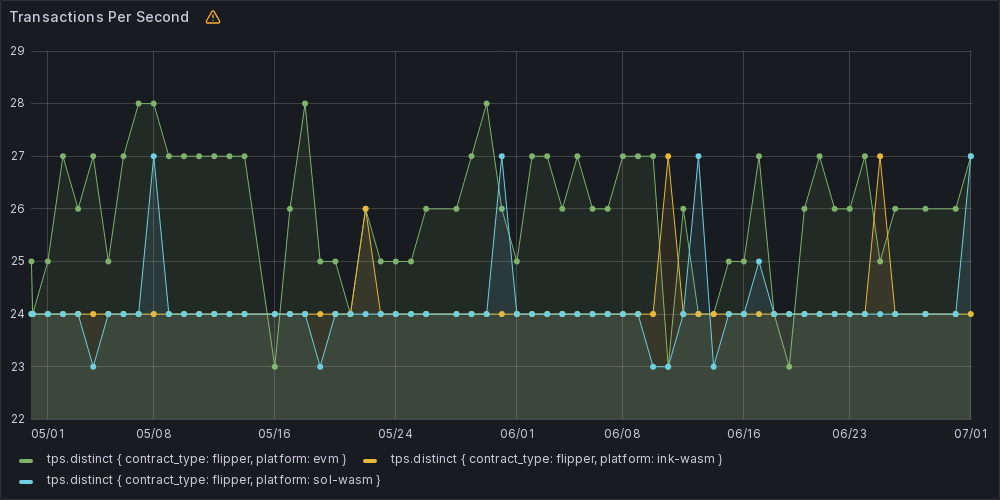 Transactions Per Second
29
28
27
26
25
24
23
22
05/01 05/08 05/16 05/24 06/01 06/08 06/16 06/23 07/01
tps.distinct { contract_type: flipper, platform: evm } tps.distinct { contract_type: flipper, platform: ink-wasm }
tps.distinct { contract_type: flipper, platform: sol-wasm }